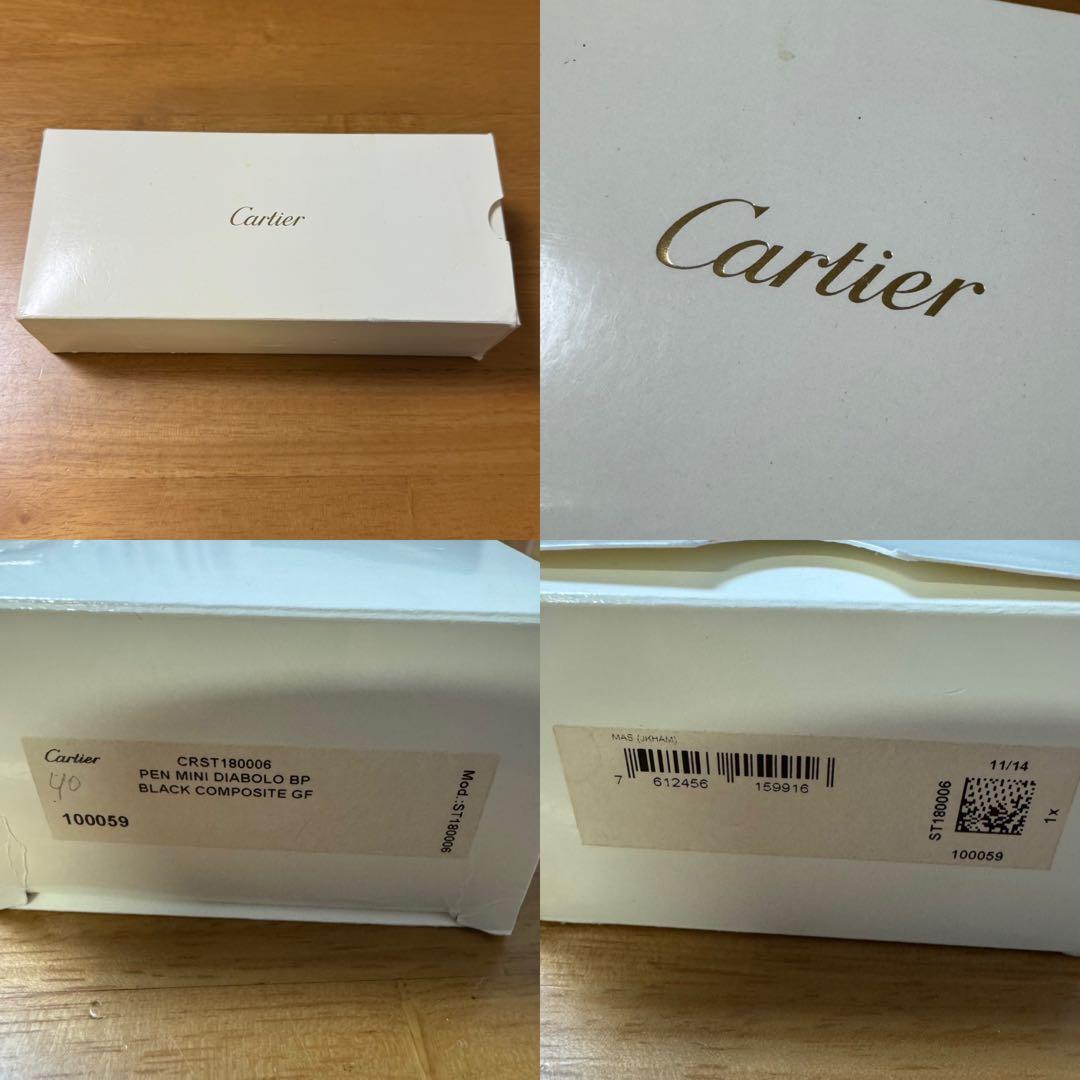 Cartier
Cartier
Cartier
CRST180006
PEN MINI DIABOLO BP
BLACK COMPOSITE GF
40
100059
Mod.:ST180006
MAS (JKHAM)
7 612456 159916
11/14
ST180006
1x
100059